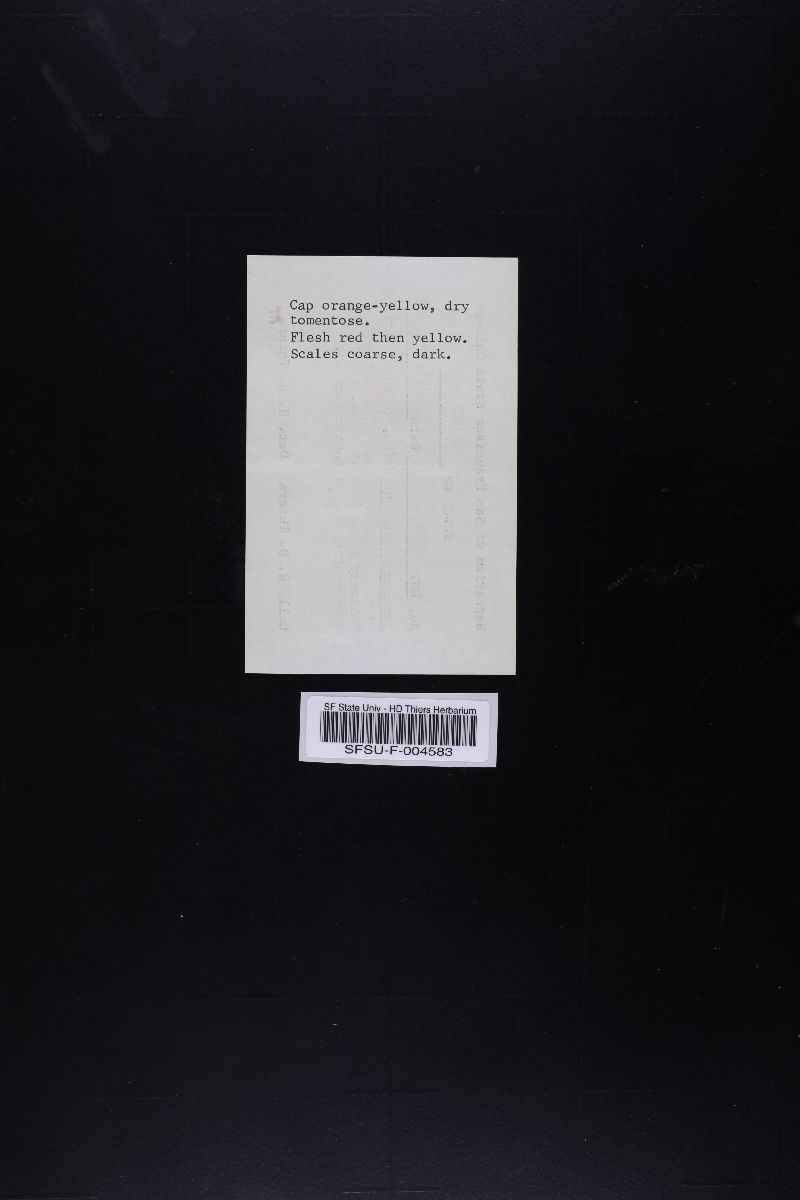 Cap orange-yellow, dry
tomentose.
Flesh red then yellow.
Scales coarse, dark.
SF State Univ - HD Thiers Herbarium
SFSU-F-004583